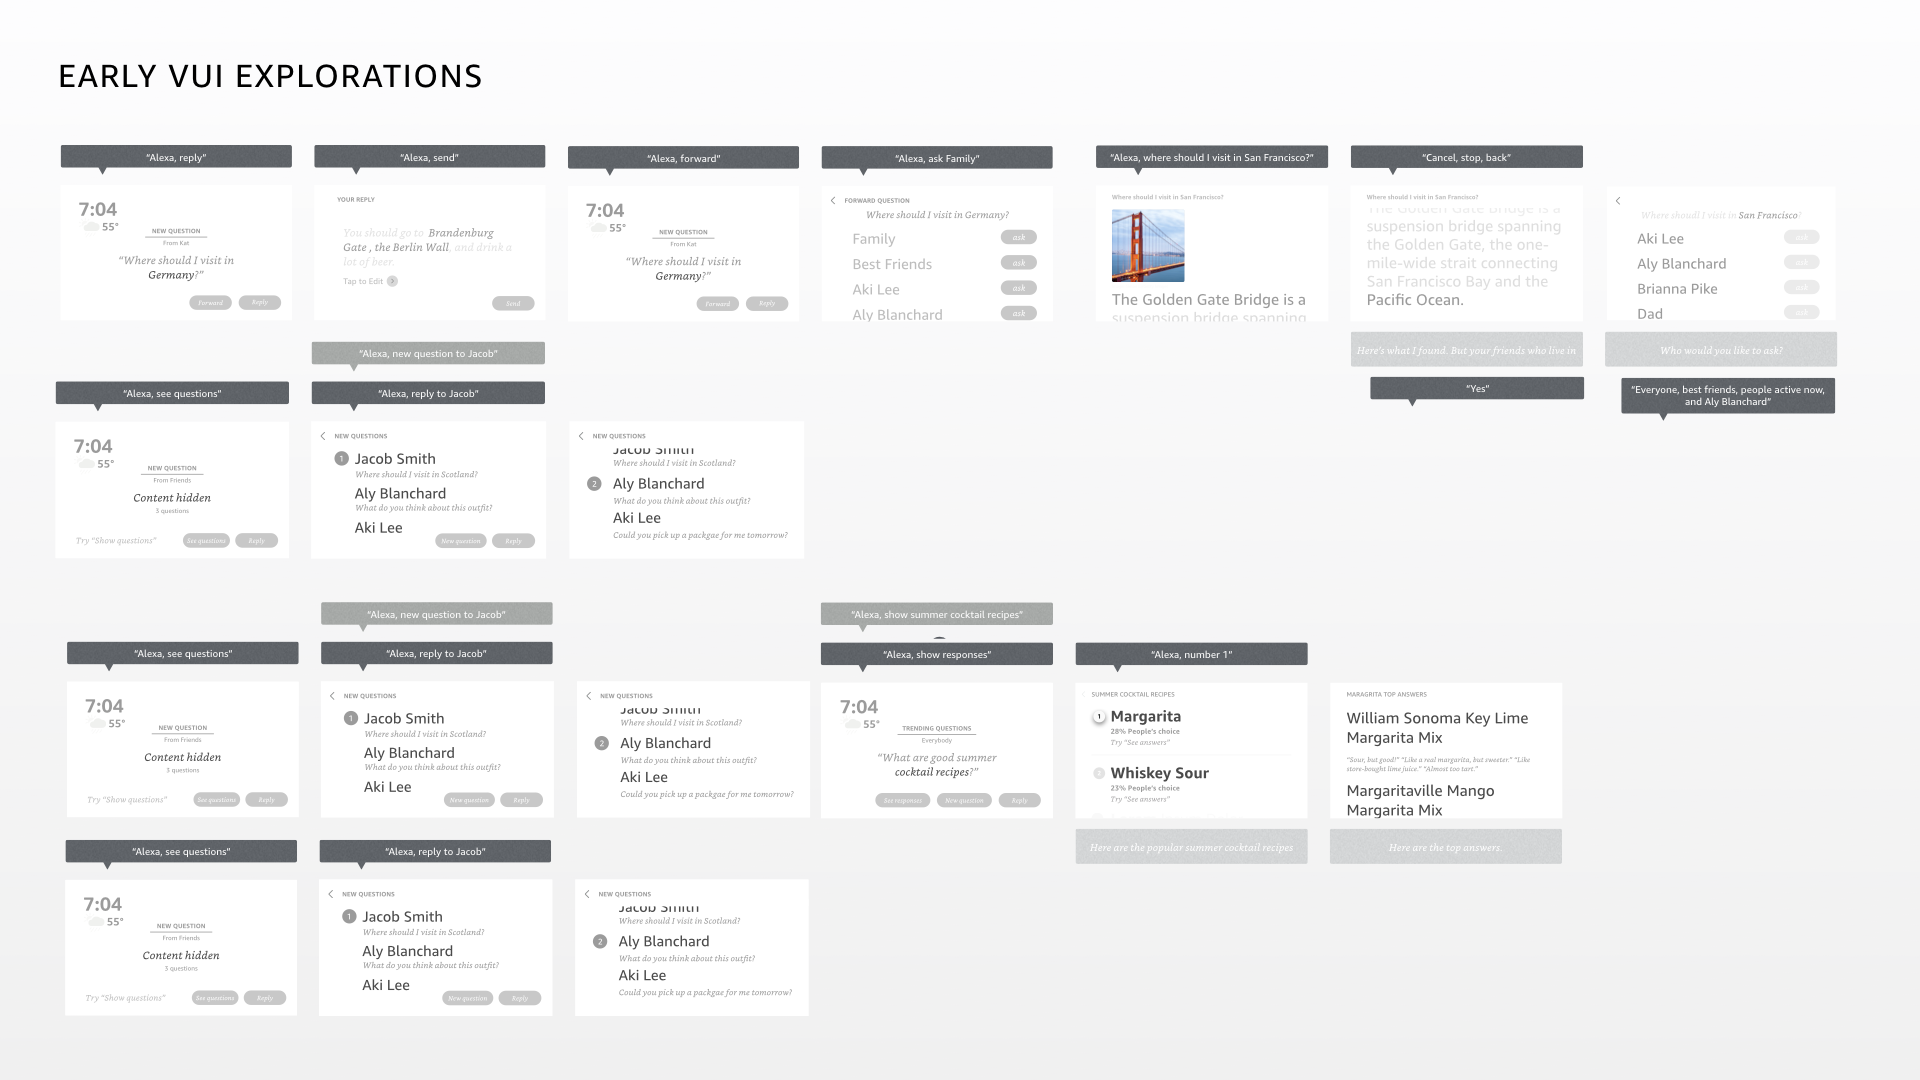 EARLY VUI EXPLORATIONS
“Alexa, reply”
7:04
55°
NEW QUESTION
From Kat
“Where should I visit in
Germany?”
Forward
Reply
“Alexa, send”
YOUR REPLY
You should go to Brandenburg
Gate , the Berlin Wall, and drink a
lot of beer.
Tap to Edit
Send
“Alexa, forward”
7:04
55°
NEW QUESTION
From Kat
“Where should I visit in
Germany?”
Forward
Reply
“Alexa, ask Family”
FORWARD QUESTION
Where should I visit in Germany?
Family ask
Best Friends ask
Aki Lee ask
Aly Blanchard ask
“Alexa, where should I visit in San Francisco?”
Where should I visit in San Francisco?
The Golden Gate Bridge is a
suspension bridge spanning
“Cancel, stop, back”
Where should I visit in San Francisco?
The Golden Gate Bridge is a
suspension bridge spanning
the Golden Gate, the one-
mile-wide strait connecting
San Francisco Bay and the
Pacific Ocean.
Here's what I found. But your friends who live in
“Yes”
Where shoudl I visit in San Francisco?
Aki Lee ask
Aly Blanchard ask
Brianna Pike ask
Dad ask
Who would you like to ask?
“Everyone, best friends, people active now,
and Aly Blanchard”
“Alexa, see questions”
7:04
55°
NEW QUESTION
From Friends
Content hidden
3 questions
Try “Show questions”
See questions
Reply
“Alexa, new question to Jacob”
“Alexa, reply to Jacob”
NEW QUESTIONS
1 Jacob Smith
Where should I visit in Scotland?
Aly Blanchard
What do you think about this outfit?
Aki Lee
New question
Reply
NEW QUESTIONS
Jacob Smith
Where should I visit in Scotland?
2 Aly Blanchard
What do you think about this outfit?
Aki Lee
Could you pick up a packgae for me tomorrow?
“Alexa, see questions”
7:04
55°
NEW QUESTION
From Friends
Content hidden
3 questions
Try “Show questions”
See questions
Reply
“Alexa, new question to Jacob”
“Alexa, reply to Jacob”
NEW QUESTIONS
1 Jacob Smith
Where should I visit in Scotland?
Aly Blanchard
What do you think about this outfit?
Aki Lee
New question
Reply
NEW QUESTIONS
Jacob Smith
Where should I visit in Scotland?
2 Aly Blanchard
What do you think about this outfit?
Aki Lee
Could you pick up a packgae for me tomorrow?
“Alexa, show summer cocktail recipes”
“Alexa, show responses”
7:04
55°
TRENDING QUESTIONS
Everybody
“What are good summer
cocktail recipes?”
See responses
New question
Reply
“Alexa, number 1”
SUMMER COCKTAIL RECIPES
1 Margarita
28% People's choice
Try “See answers”
Whiskey Sour
23% People's choice
Try “See answers”
Here are the popular summer cocktail recipes
MARAGRITA TOP ANSWERS
William Sonoma Key Lime
Margarita Mix
“Sour, but good!” “Like a real margarita, but sweeter.” “Like
store-bought lime juice.” “Almost too tart.”
Margaritaville Mango
Margarita Mix
Here are the top answers.
“Alexa, see questions”
7:04
55°
NEW QUESTION
From Friends
Content hidden
3 questions
Try “Show questions”
See questions
Reply
“Alexa, reply to Jacob”
NEW QUESTIONS
1 Jacob Smith
Where should I visit in Scotland?
Aly Blanchard
What do you think about this outfit?
Aki Lee
New question
Reply
NEW QUESTIONS
Jacob Smith
Where should I visit in Scotland?
2 Aly Blanchard
What do you think about this outfit?
Aki Lee
Could you pick up a packgae for me tomorrow?